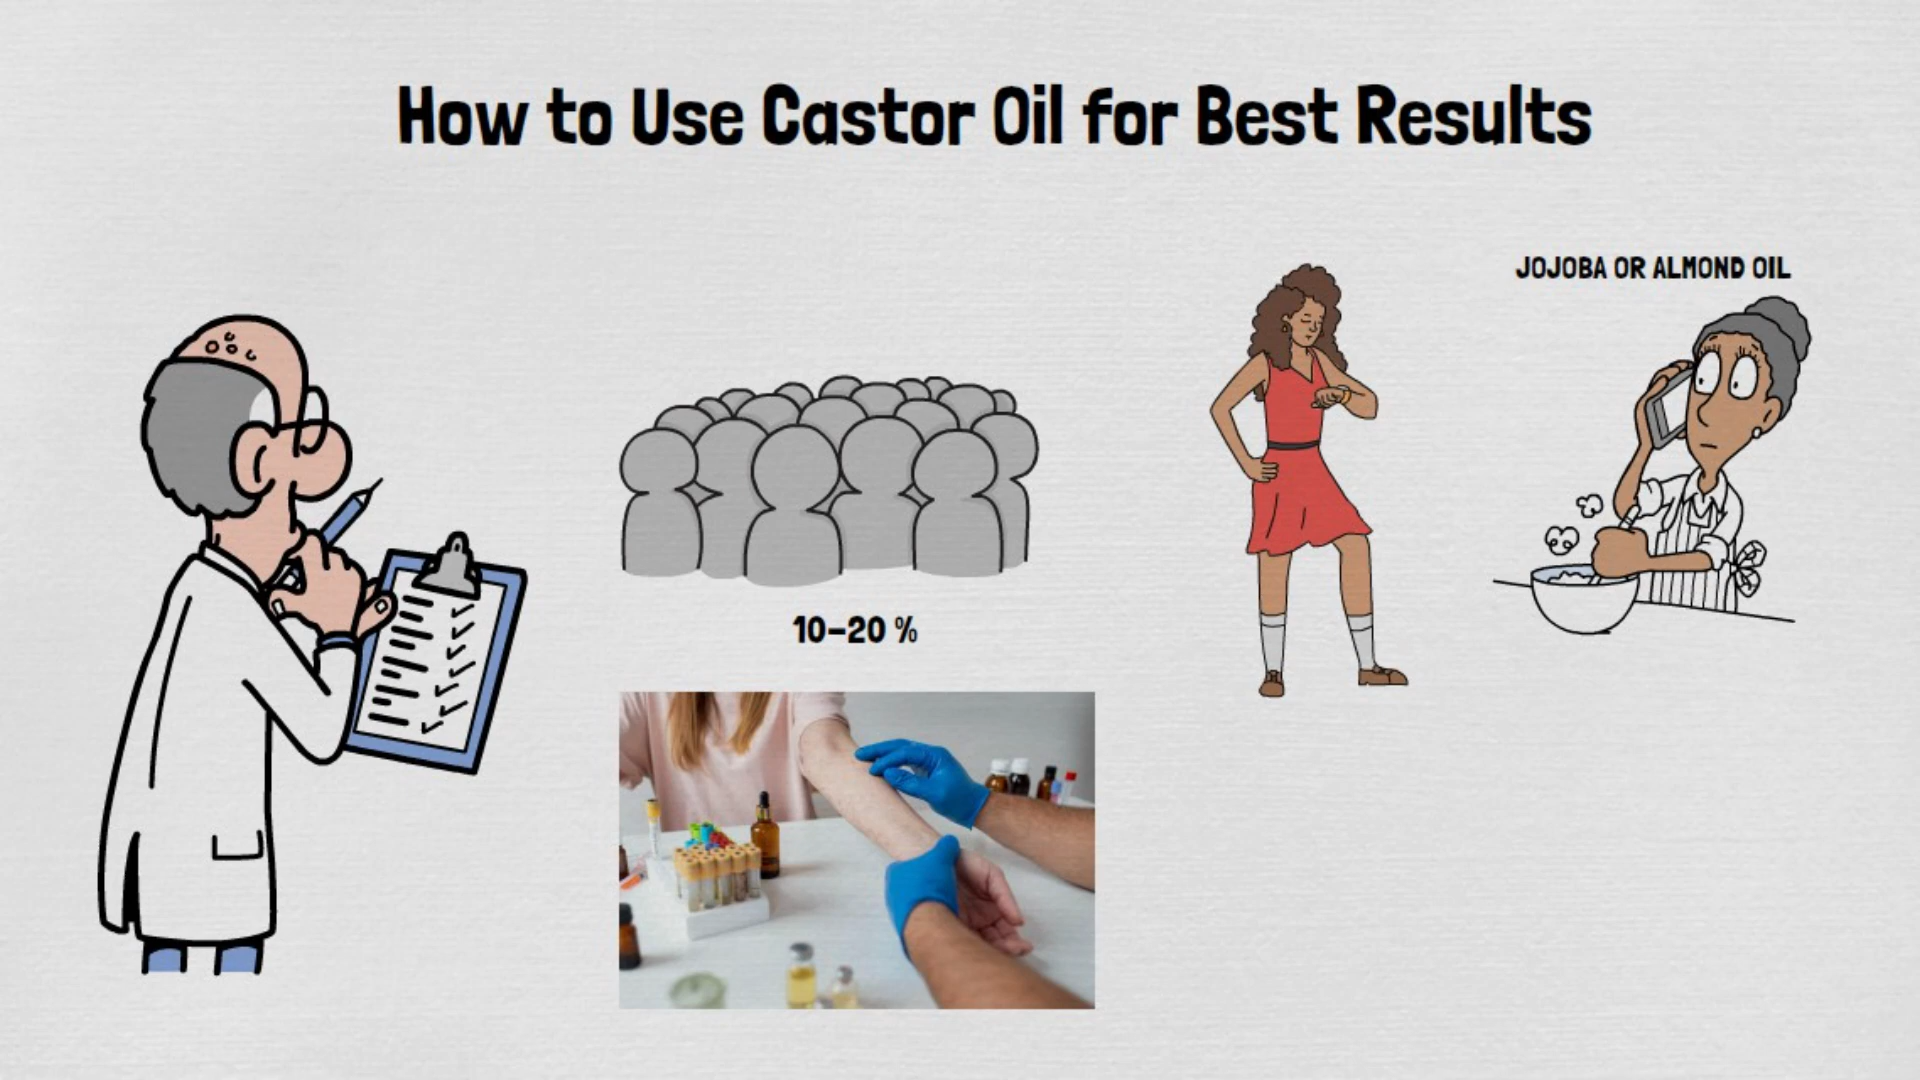 How to Use Castor Oil for Best Results
JOJOBA OR ALMOND OIL
10–20 %